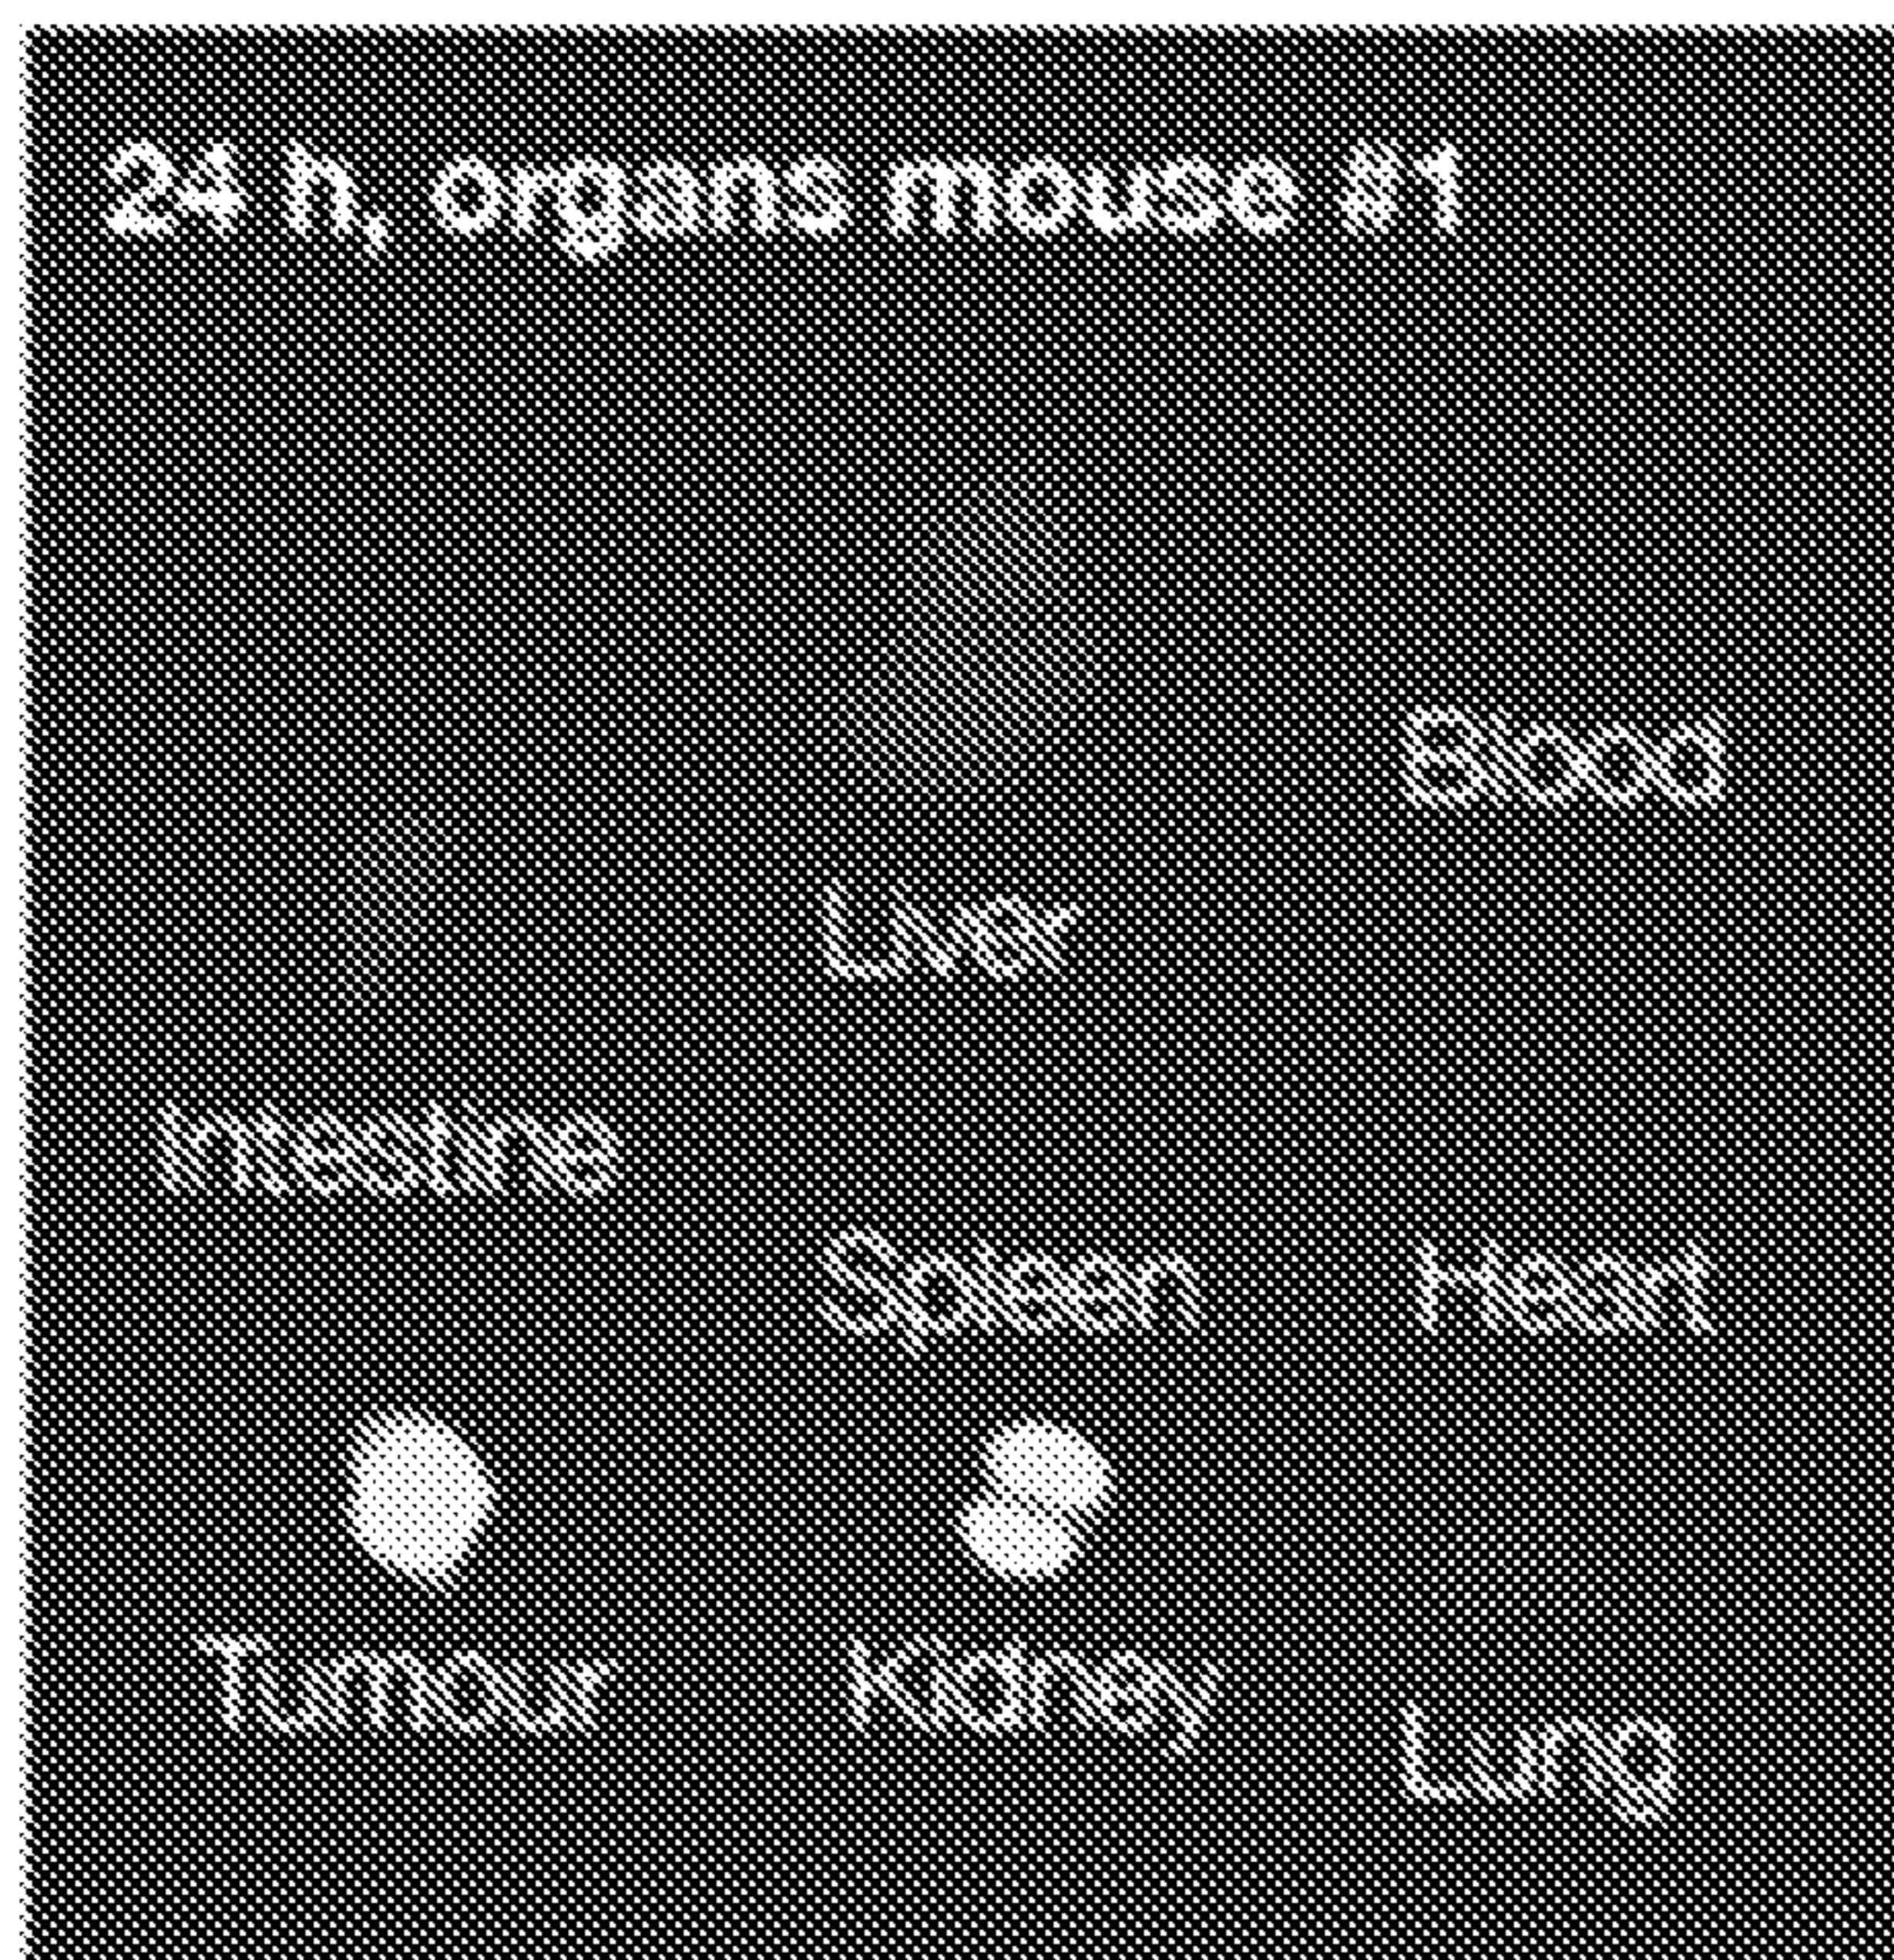 24 h, organs mouse #1
Blood
Liver
Intestine
Spleen
Heart
Tumour
Kidney
Lung